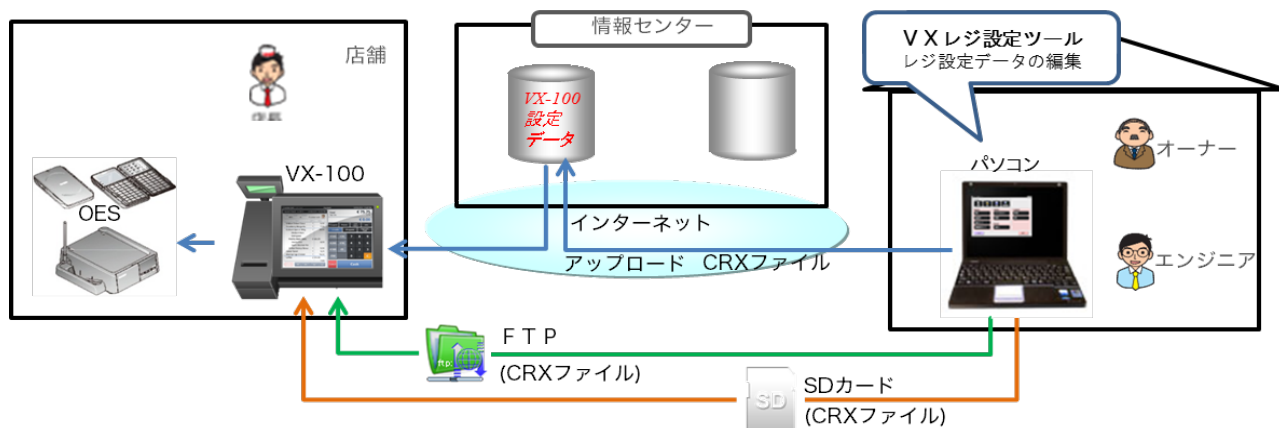 情報センター
店舗
VX-100
設定
データ
ＶＸレジ設定ツール
レジ設定データの編集
オーナー
パソコン
エンジニア
VX-100
OES
インターネット
アップロード CRXファイル
ＦＴＰ
(CRXファイル)
ftp:
SDカード
(CRXファイル)
SD